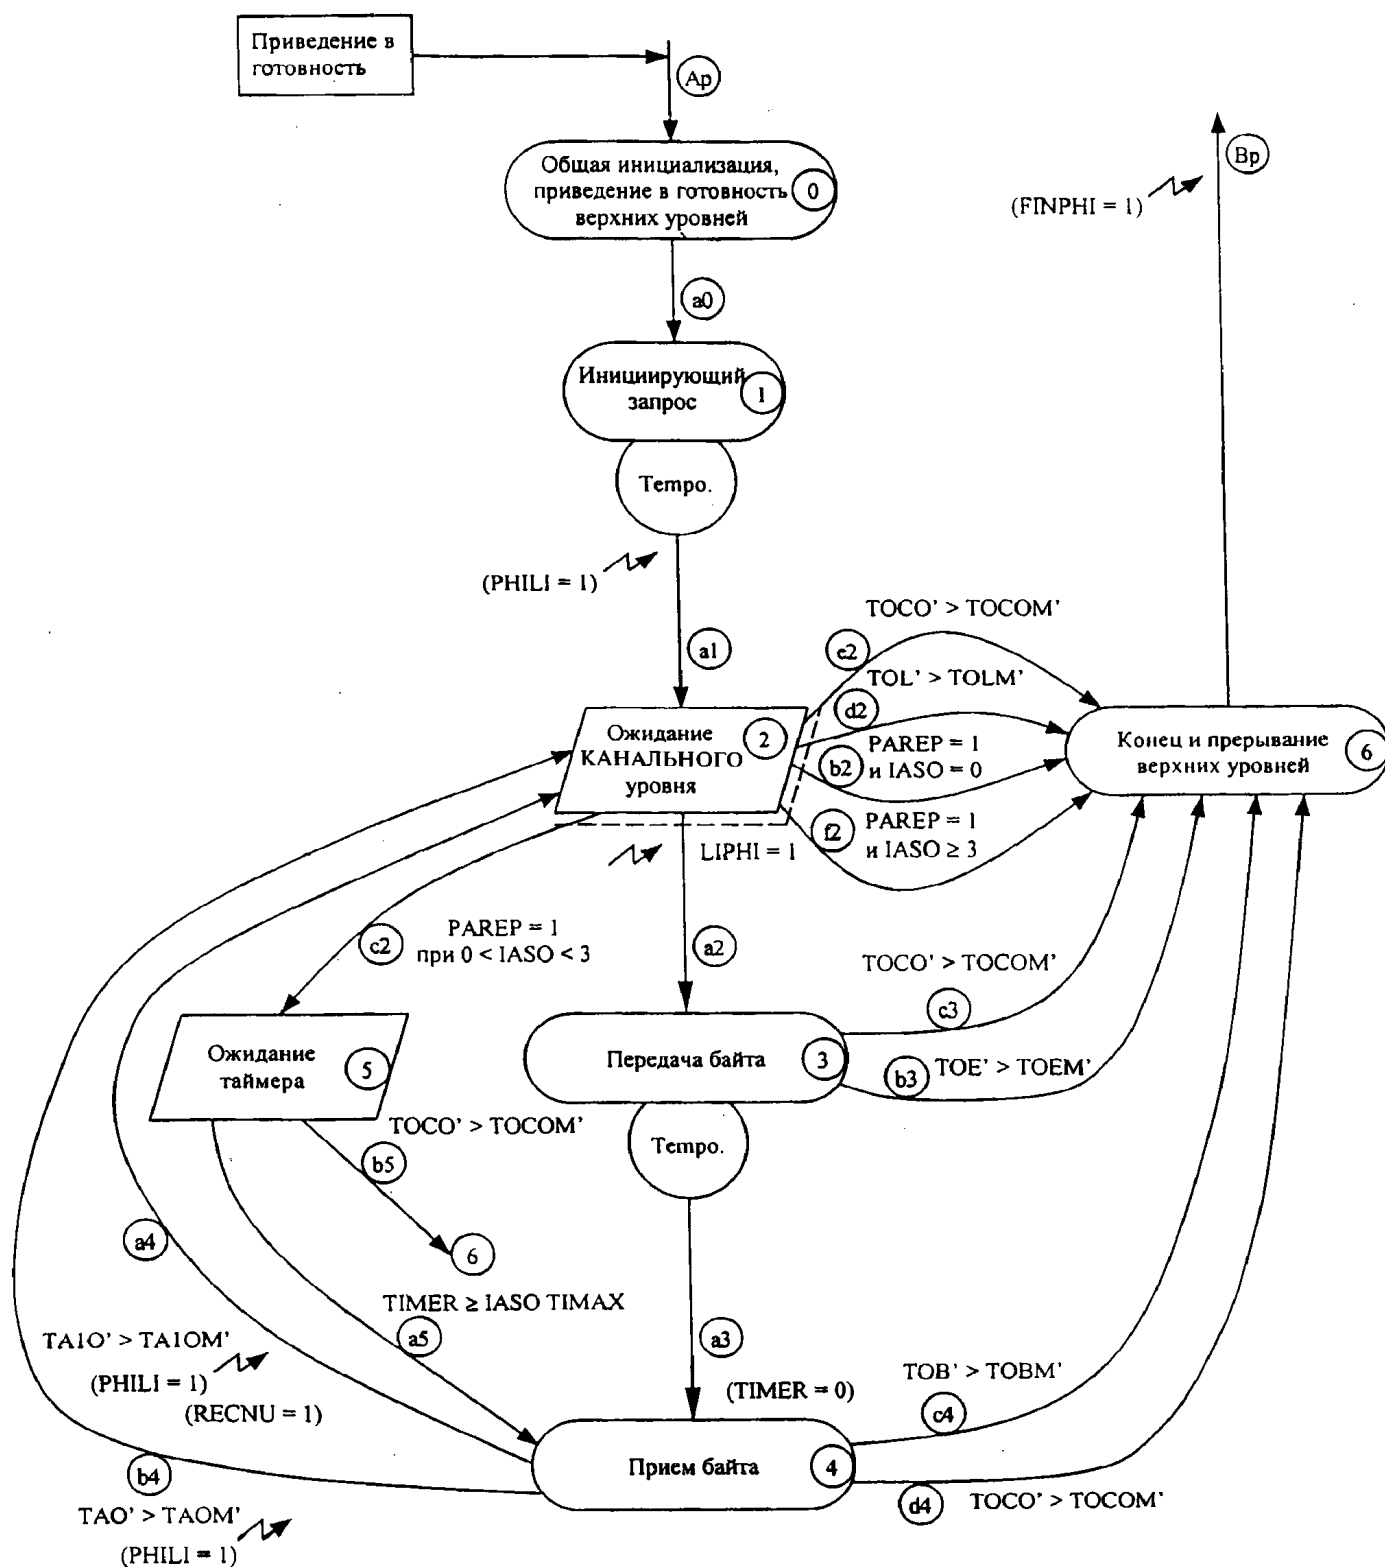 Приведение в
готовность
Ap
Общая инициализация,
приведение в готовность
верхних уровней
0
Bp
(FINPHI = 1)
a0
Инициирующий
запрос
1
Tempo.
(PHILI = 1)
a1
TOCO' > TOCOM'
e2
TOL' > TOLM'
d2
Ожидание
КАНАЛЬНОГО
уровня
2
PAREP = 1
и IASO = 0
b2
Конец и прерывание
верхних уровней
6
PAREP = 1
и IASO ≥ 3
f2
LIPHI = 1
c2
PAREP = 1
при 0 < IASO < 3
a2
TOCO' > TOCOM'
c3
Ожидание
таймера
5
Передача байта
3
b3
TOE' > TOEM'
TOCO' > TOCOM'
b5
Tempo.
a4
6
TIMER ≥ IASO TIMAX
a5
a3
TA1O' > TA1OM'
(PHILI = 1)
(RECNU = 1)
(TIMER = 0)
TOB' > TOBM'
c4
b4
Прием байта
4
d4
TOCO' > TOCOM'
TAO' > TAOM'
(PHILI = 1)